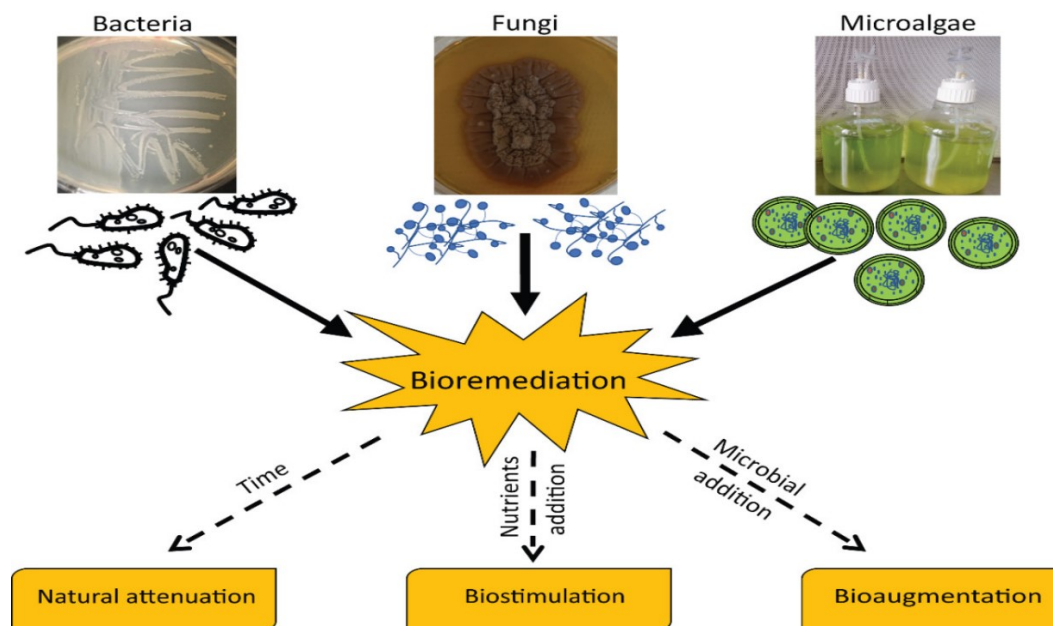 Bacteria
Fungi
Microalgae
Bioremediation
Time
Nutrients
addition
Microbial
addition
Natural attenuation
Biostimulation
Bioaugmentation